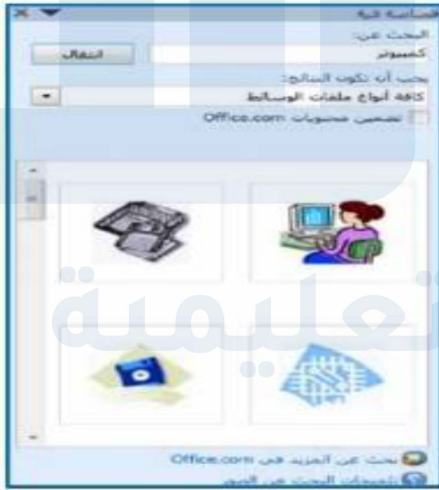 قصاصة فنية
البحث عن:
كمبيوتر
انتقال
يجب أن تكون النتائج:
كافة أنواع ملفات الوسائط
تضمين محتويات Office.com
تعليمية
بحث عن المزيد في Office.com
تلميحات البحث عن الصور